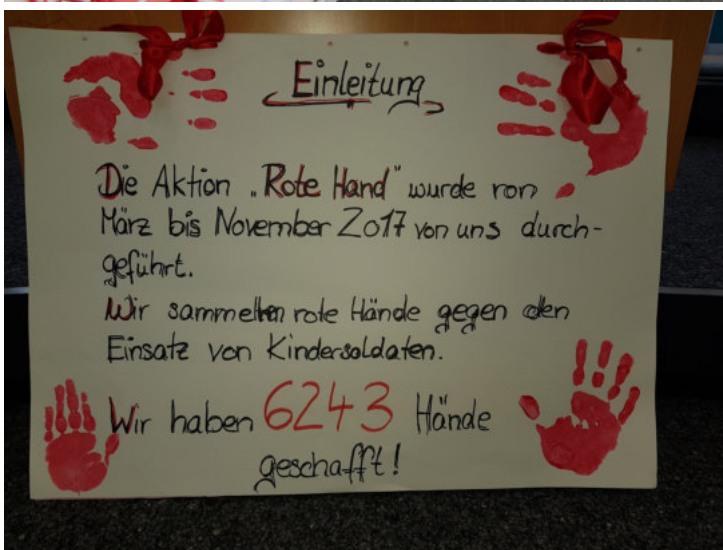 Einleitung
Die Aktion „Rote Hand“ wurde von
März bis November 2017 von uns durch-
geführt.
Wir sammelten rote Hände gegen den
Einsatz von Kindersoldaten.
Wir haben 6243 Hände
geschafft!